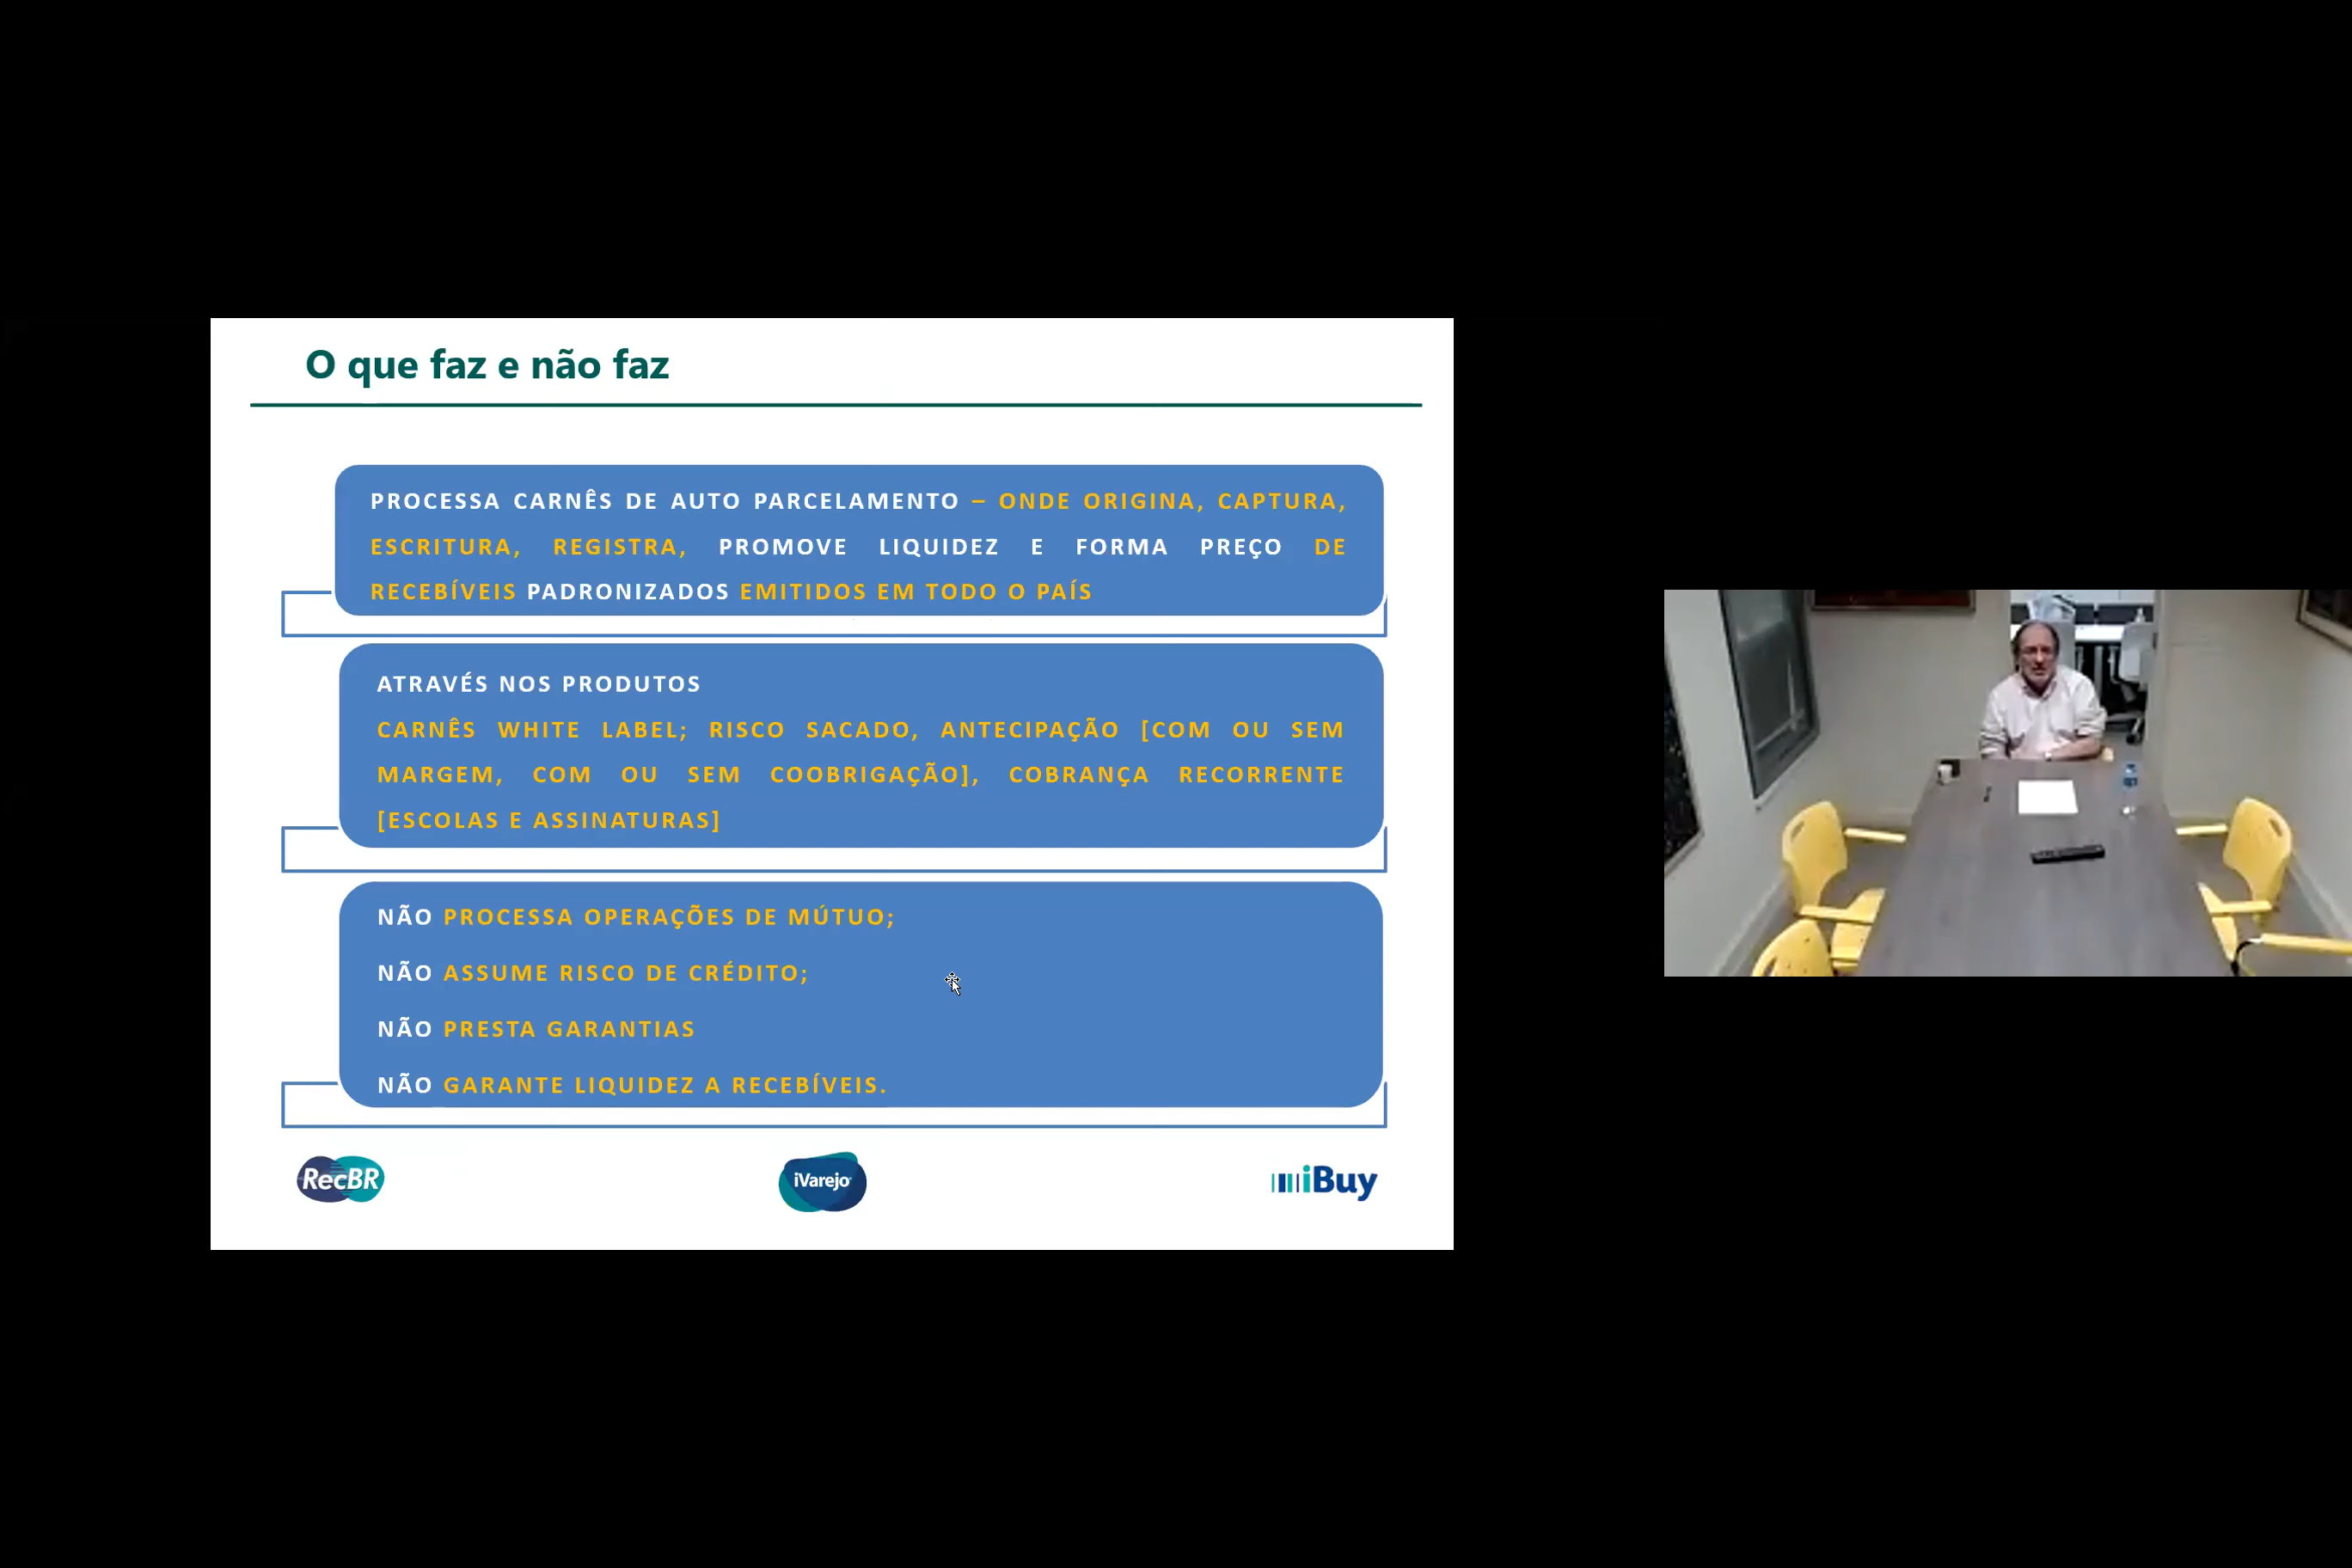 O que faz e não faz
PROCESSA CARNÊS DE AUTO PARCELAMENTO – ONDE ORIGINA, CAPTURA,
ESCRITURA, REGISTRA, PROMOVE LIQUIDEZ E FORMA PREÇO DE
RECEBÍVEIS PADRONIZADOS EMITIDOS EM TODO O PAÍS
ATRAVÉS NOS PRODUTOS
CARNÊS WHITE LABEL; RISCO SACADO, ANTECIPAÇÃO [COM OU SEM
MARGEM, COM OU SEM COOBRIGAÇÃO], COBRANÇA RECORRENTE
[ESCOLAS E ASSINATURAS]
NÃO PROCESSA OPERAÇÕES DE MÚTUO;
NÃO ASSUME RISCO DE CRÉDITO;
NÃO PRESTA GARANTIAS
NÃO GARANTE LIQUIDEZ A RECEBÍVEIS.
RecBR
iVarejo
iBuy